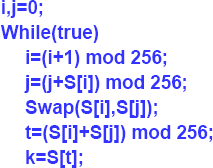 i,j=0;
While(true)
i=(i+1) mod 256;
j=(j+S[i]) mod 256;
Swap(S[i],S[j]);
t=(S[i]+S[j]) mod 256;
k=S[t];